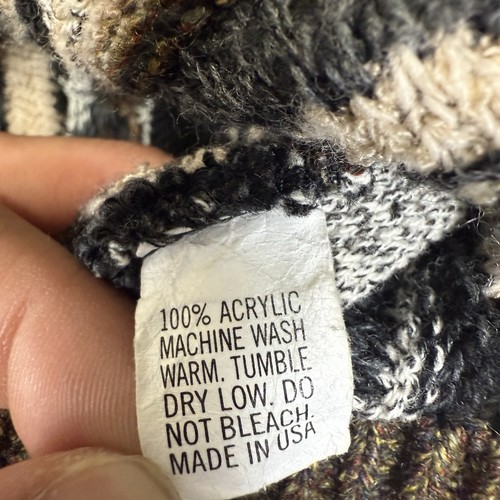 100% ACRYLIC
MACHINE WASH
WARM. TUMBLE
DRY LOW. DO
NOT BLEACH.
MADE IN USA